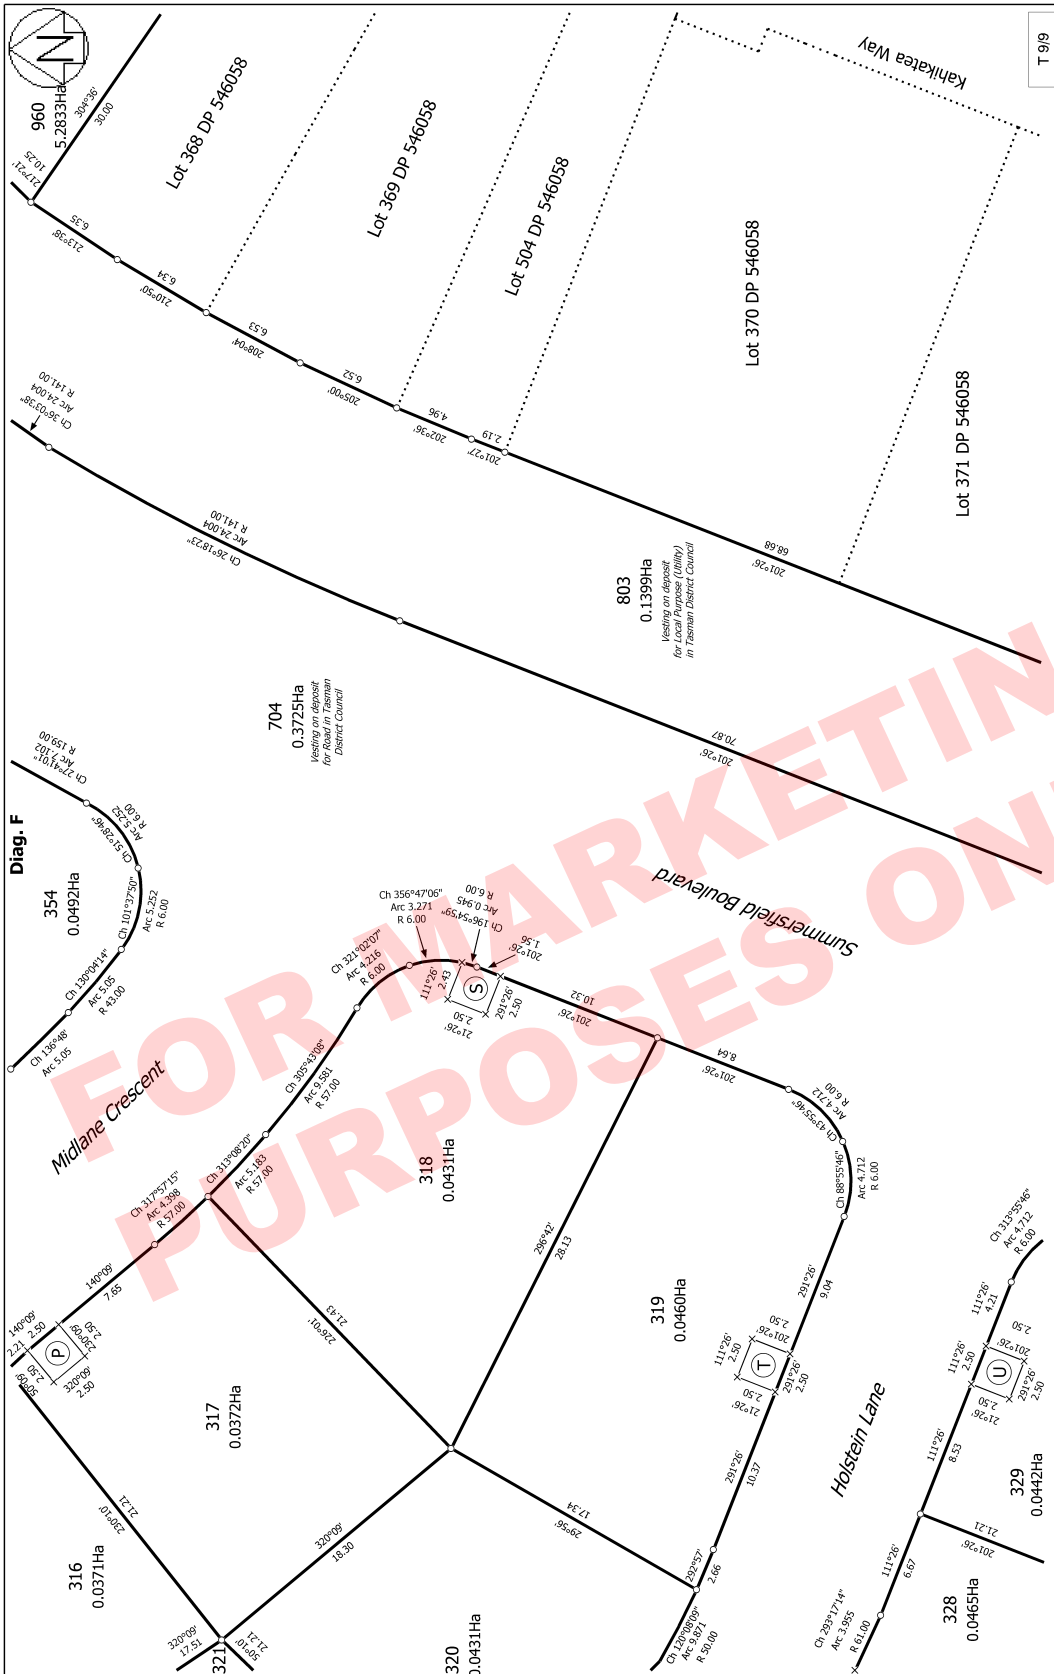 Diag. F
N
T 9/9
960
5.2833Ha
217°21'
10.25
304°36'
30.00
Lot 368 DP 546058
Lot 369 DP 546058
Lot 504 DP 546058
Lot 370 DP 546058
Lot 371 DP 546058
Kahikatea Way
213°38'
6.35
210°50'
6.34
208°04'
6.53
205°00'
6.52
202°36'
4.96
201°27'
2.19
201°26'
68.68
Ch 36°03'38"
Arc 24.004
R 141.00
Ch 26°18'23"
Arc 24.004
R 141.00
803
0.1399Ha
Vesting on deposit
for Local Purpose (Utility)
in Tasman District Council
704
0.3725Ha
Vesting on deposit
for Road in Tasman
District Council
201°26'
70.87
354
0.0492Ha
Ch 27°41'01"
Arc 7.102
R 159.00
Ch 51°28'46"
Arc 5.252
R 6.00
Ch 101°37'50"
Arc 5.252
R 6.00
Ch 130°04'14"
Arc 5.05
R 43.00
Ch 136°48'
Arc 5.05
Midlane Crescent
Summersfield Boulevard
Ch 356°47'06"
Arc 3.271
R 6.00
Ch 196°54'59"
Arc 0.945
R 6.00
201°26'
1.56
Ch 321°02'07"
Arc 4.216
R 6.00
111°26'
2.43
S
21°26'
2.50
291°26'
2.50
201°26'
10.32
Ch 305°43'08"
Arc 9.581
R 57.00
Ch 313°08'20"
Arc 5.183
R 57.00
Ch 317°57'15"
Arc 4.398
R 57.00
318
0.0431Ha
140°09'
7.65
140°09'
2.21
2.50
P
50°09'
2.50
230°09'
2.50
320°09'
2.50
226°01'
21.43
296°42'
28.13
201°26'
8.64
Ch 43°55'46"
Arc 4.712
R 6.00
Ch 88°55'46"
Arc 4.712
R 6.00
317
0.0372Ha
319
0.0460Ha
291°26'
9.04
111°26'
2.50
201°26'
2.50
T
21°26'
2.50
291°26'
2.50
291°26'
10.37
230°10'
21.21
320°09'
18.30
29°56'
17.34
292°57'
2.66
316
0.0371Ha
320°09'
17.51
321
50°10'
21.21
320
0.0431Ha
Ch 120°08'09"
Arc 9.871
R 50.00
Holstein Lane
Ch 313°55'46"
Arc 4.712
R 6.00
111°26'
4.21
111°26'
2.50
201°26'
2.50
U
21°26'
2.50
291°26'
2.50
111°26'
8.53
329
0.0442Ha
201°26'
21.21
111°26'
6.67
328
0.0465Ha
Ch 293°17'14"
Arc 3.955
R 61.00
FOR MARKETIN
PURPOSES ON